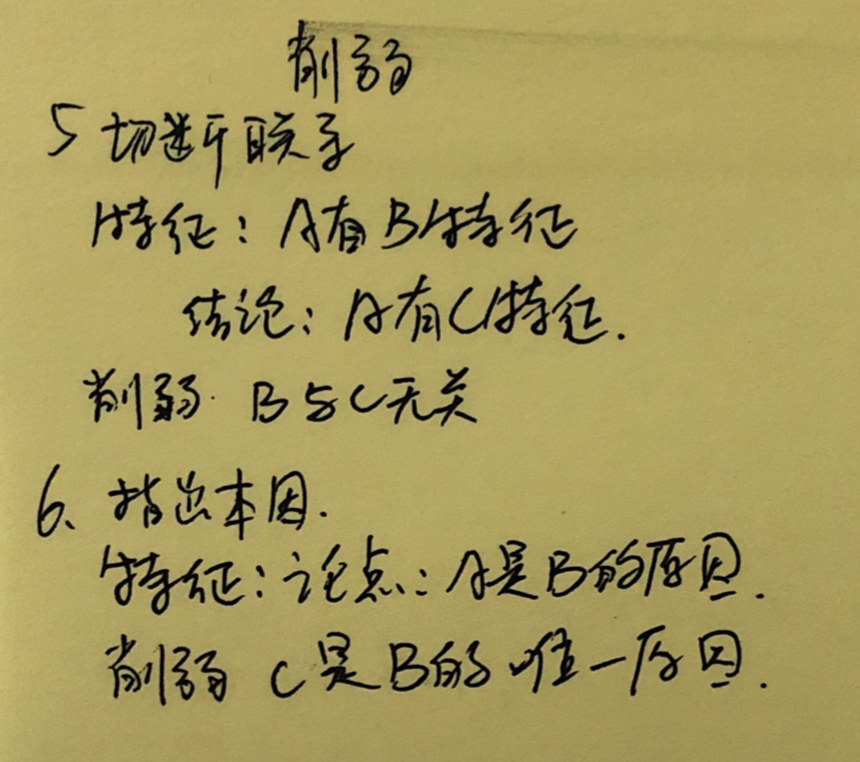 削弱
5 切断联系
特征：A有B特征
结论：A有C特征.
削弱. B与C无关
6、指出本因.
特征：论点：A是B的原因.
削弱 C是B的唯一原因.